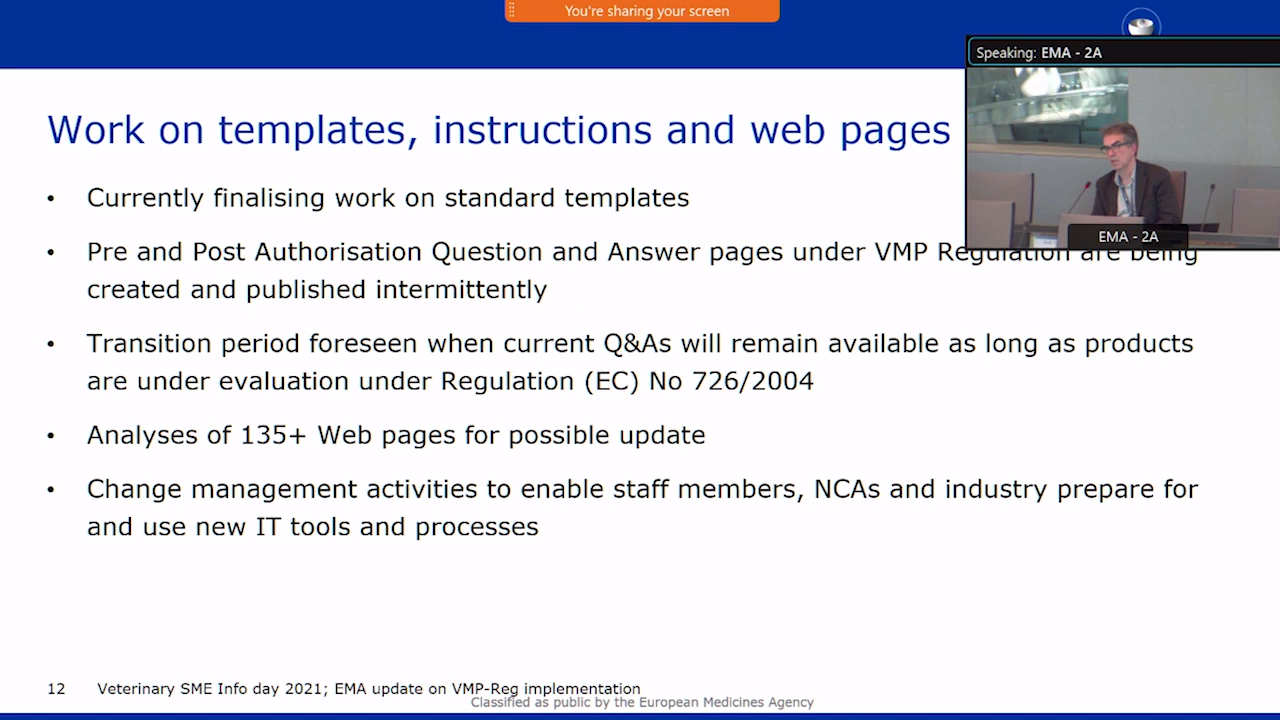 You're sharing your screen
Speaking: EMA - 2A
Work on templates, instructions and web pages
EMA - 2A
• Currently finalising work on standard templates
• Pre and Post Authorisation Question and Answer pages under VMP Regulation are being
created and published intermittently
• Transition period foreseen when current Q&As will remain available as long as products
are under evaluation under Regulation (EC) No 726/2004
• Analyses of 135+ Web pages for possible update
• Change management activities to enable staff members, NCAs and industry prepare for
and use new IT tools and processes
12 Veterinary SME Info day 2021; EMA update on VMP-Reg implementation
Classified as public by the European Medicines Agency